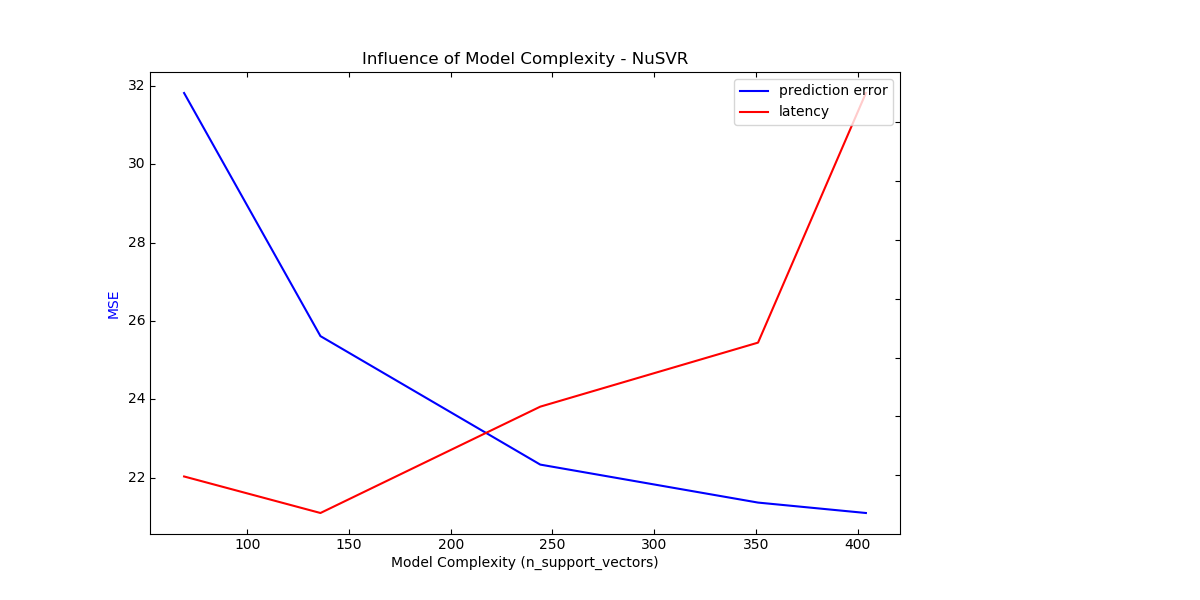 Influence of Model Complexity - NuSVR
prediction error
latency
32
30
28
26
24
22
MSE
100 150 200 250 300 350 400
Model Complexity (n_support_vectors)